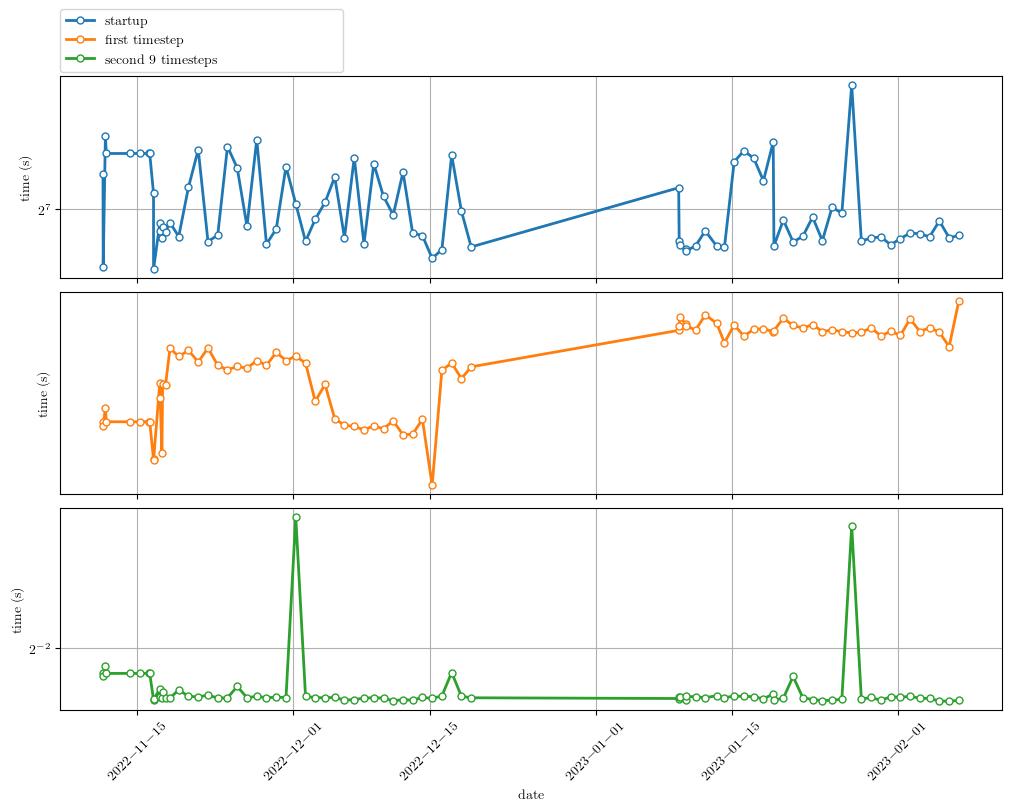 startup
first timestep
second 9 timesteps
time (s)
2^7
time (s)
time (s)
2^−2
2022−11−15
2022−12−01
2022−12−15
2023−01−01
2023−01−15
2023−02−01
date